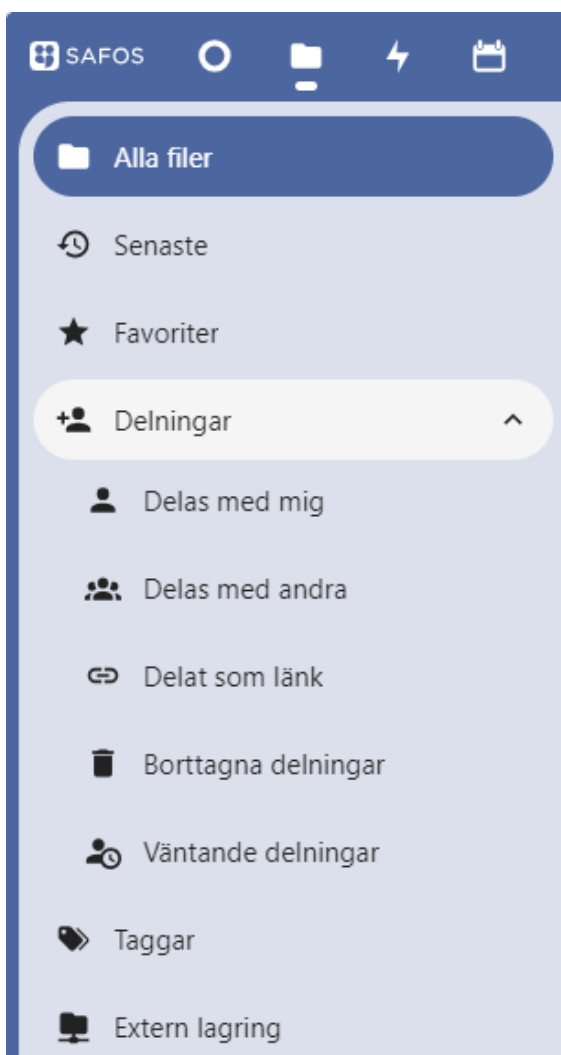 SAFOS
Alla filer
Senaste
Favoriter
Delningar
Delas med mig
Delas med andra
Delat som länk
Borttagna delningar
Väntande delningar
Taggar
Extern lagring